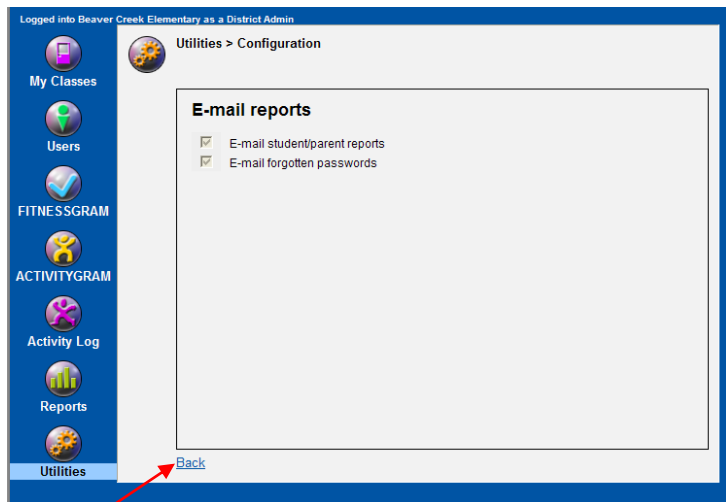 Logged into Beaver Creek Elementary as a District Admin
My Classes
Users
FITNESSGRAM
ACTIVITYGRAM
Activity Log
Reports
Utilities
Utilities > Configuration
E-mail reports
E-mail student/parent reports
E-mail forgotten passwords
Back